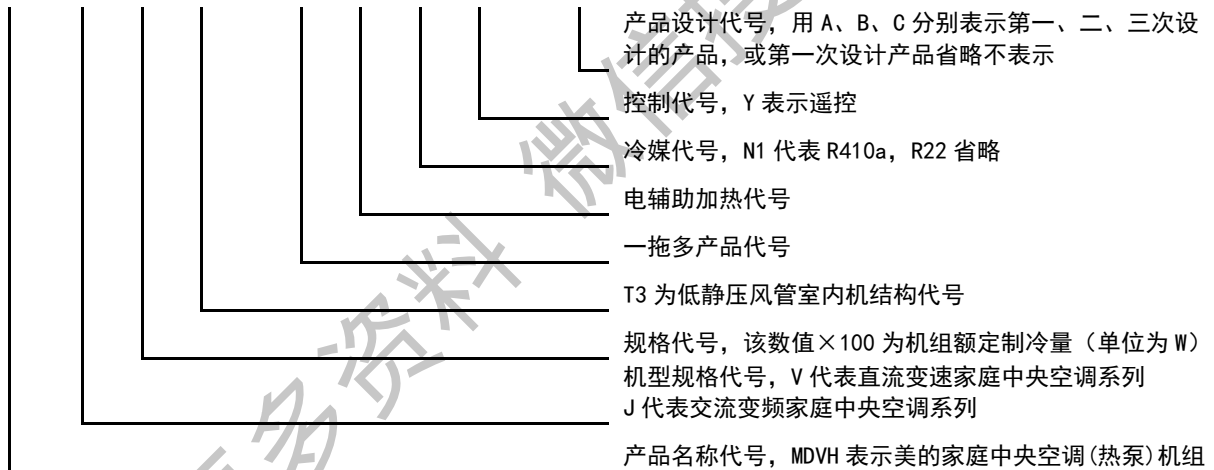 产品设计代号，用 A、B、C 分别表示第一、二、三次设
计的产品，或第一次设计产品省略不表示
控制代号，Y 表示遥控
冷媒代号，N1 代表 R410a，R22 省略
电辅助加热代号
一拖多产品代号
T3 为低静压风管室内机结构代号
规格代号，该数值×100 为机组额定制冷量（单位为 W）
机型规格代号，V 代表直流变速家庭中央空调系列
J 代表交流变频家庭中央空调系列
产品名称代号，MDVH 表示美的家庭中央空调(热泵)机组
多资料 微信搜